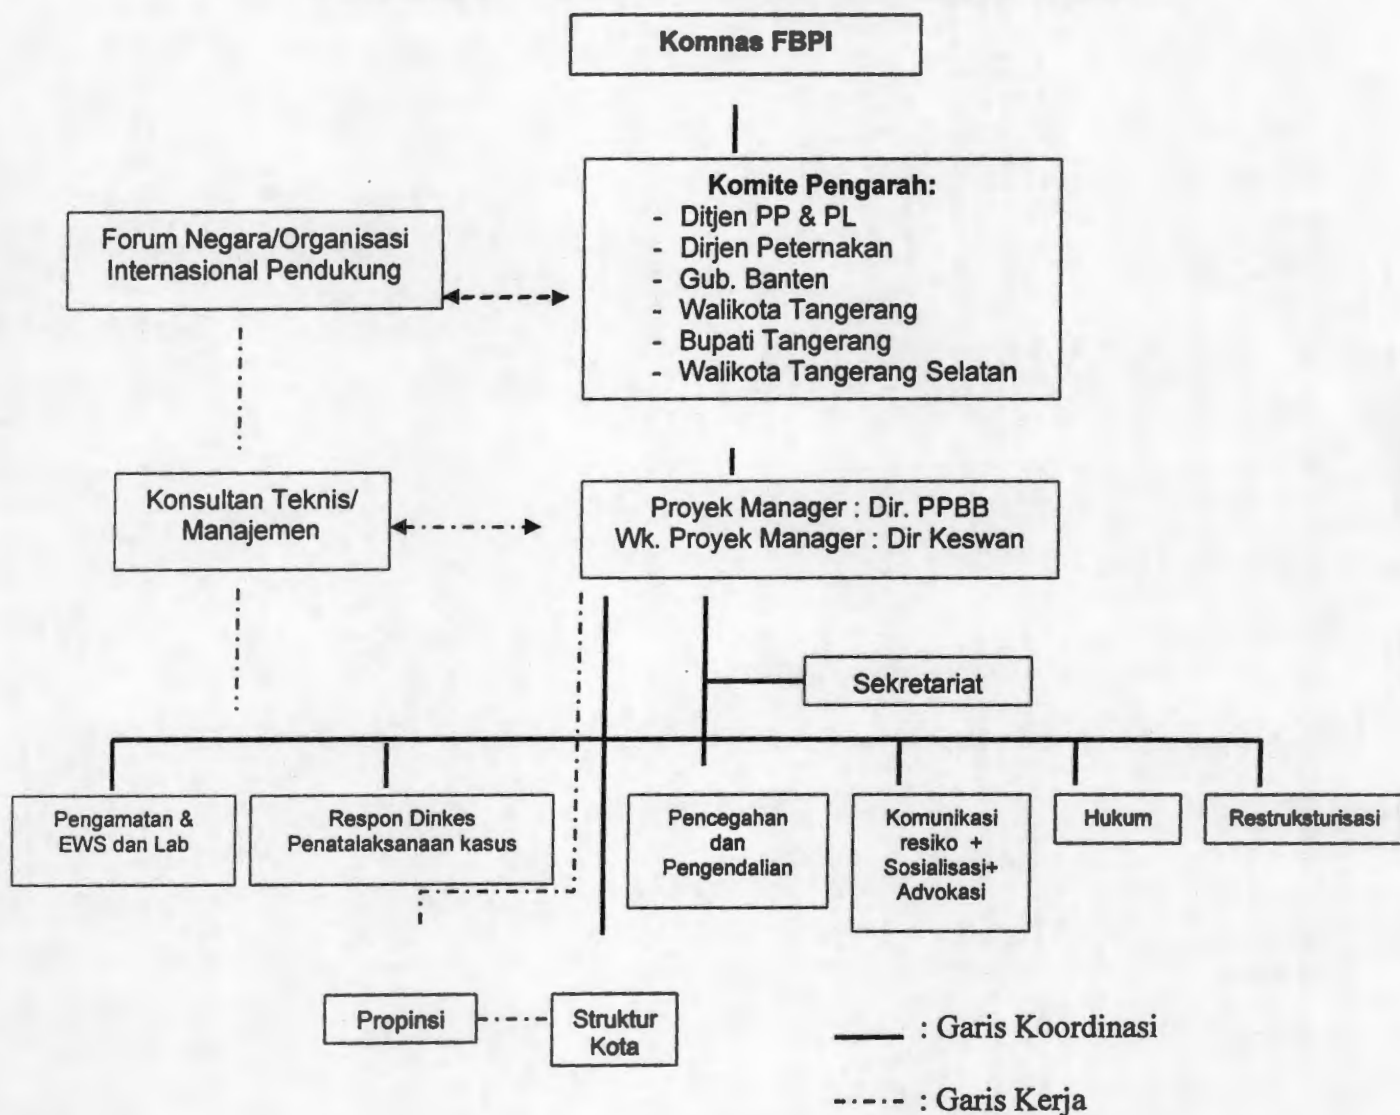 Komnas FBPI
Komite Pengarah:
- Ditjen PP & PL
- Dirjen Peternakan
- Gub. Banten
- Walikota Tangerang
- Bupati Tangerang
- Walikota Tangerang Selatan
Forum Negara/Organisasi
Internasional Pendukung
Konsultan Teknis/
Manajemen
Proyek Manager : Dir. PPBB
Wk. Proyek Manager : Dir Keswan
Sekretariat
Pengamatan &
EWS dan Lab
Respon Dinkes
Penatalaksanaan kasus
Pencegahan
dan
Pengendalian
Komunikasi
resiko +
Sosialisasi+
Advokasi
Hukum
Restruksturisasi
Propinsi
Struktur
Kota
: Garis Koordinasi
: Garis Kerja